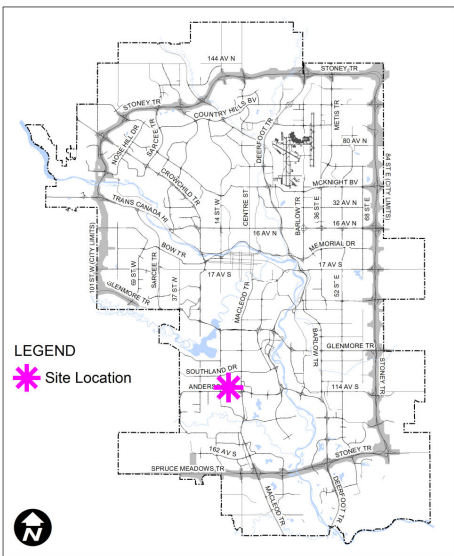 144 AV N
STONEY TR
STONEY TR
COUNTRY HILLS BV
NOSE HILL DR
SARCEE TR
DEERFOOT TR
METIS TR
80 AV N
CROWCHILD TR
84 ST E (CITY LIMITS)
MCKNIGHT BV
TRANS CANADA HI
14 ST W
CENTRE ST
BARLOW TR
36 ST E
32 AV N
68 ST E
16 AV N
16 AV N
101 ST W (CITY LIMITS)
BOW TR
MEMORIAL DR
69 ST W
SARCEE TR
37 ST W
17 AV S
MACLEOD TR
17 AV S
52 ST E
GLENMORE TR
BARLOW TR
GLENMORE TR
STONEY TR
LEGEND
Site Location
SOUTHLAND DR
ANDERSO
114 AV S
162 AV S
STONEY TR
SPRUCE MEADOWS TR
MACLEOD TR
DEERFOOT TR
N